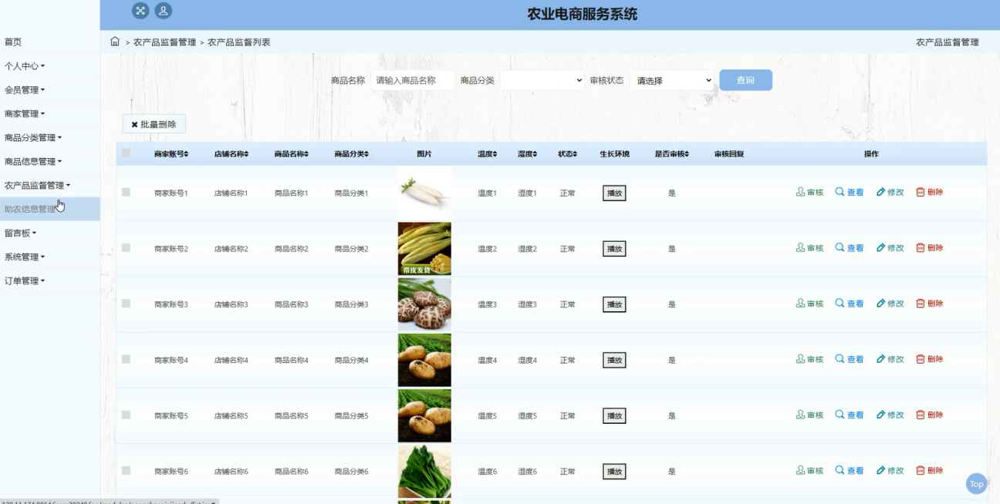 农业电商服务系统
首页
个人中心
会员管理
商家管理
商品分类管理
商品信息管理
农产品监督管理
助农信息管理
留言板
系统管理
订单管理
> 农产品监督管理 > 农产品监督列表
农产品监督管理
商品名称 请输入商品名称 商品分类 审核状态 请选择 查询
批量删除
商家账号 店铺名称 商品名称 商品分类 图片 温度 湿度 状态 生长环境 是否审核 审核回复 操作
商家账号1 店铺名称1 商品名称1 商品分类1 温度1 湿度1 正常 播放 是 审核 查看 修改 删除
商家账号2 店铺名称2 商品名称2 商品分类2 带皮发货 温度2 湿度2 正常 播放 是 审核 查看 修改 删除
商家账号3 店铺名称3 商品名称3 商品分类3 温度3 湿度3 正常 播放 是 审核 查看 修改 删除
商家账号4 店铺名称4 商品名称4 商品分类4 温度4 湿度4 正常 播放 是 审核 查看 修改 删除
商家账号5 店铺名称5 商品名称5 商品分类5 温度5 湿度5 正常 播放 是 审核 查看 修改 删除
商家账号6 店铺名称6 商品名称6 商品分类6 温度6 湿度6 正常 播放 是 审核 查看 修改 删除
Top